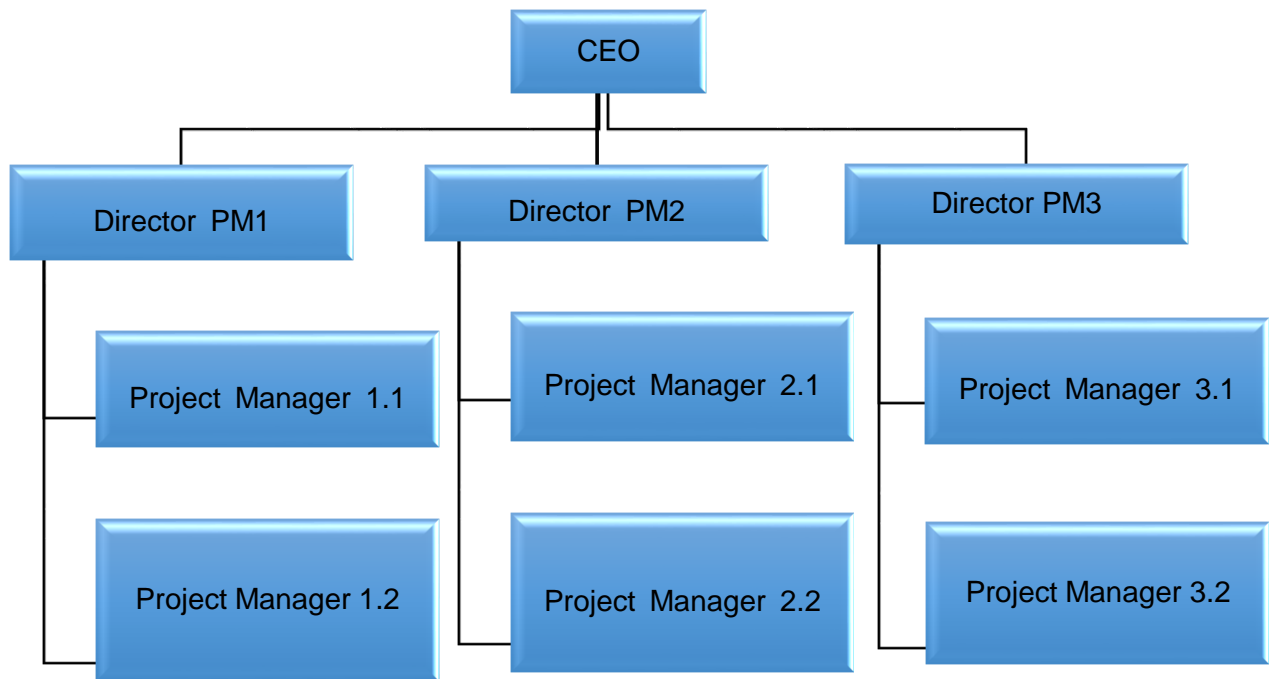 CEO
Director PM1
Director PM2
Director PM3
Project Manager 1.1
Project Manager 2.1
Project Manager 3.1
Project Manager 1.2
Project Manager 2.2
Project Manager 3.2